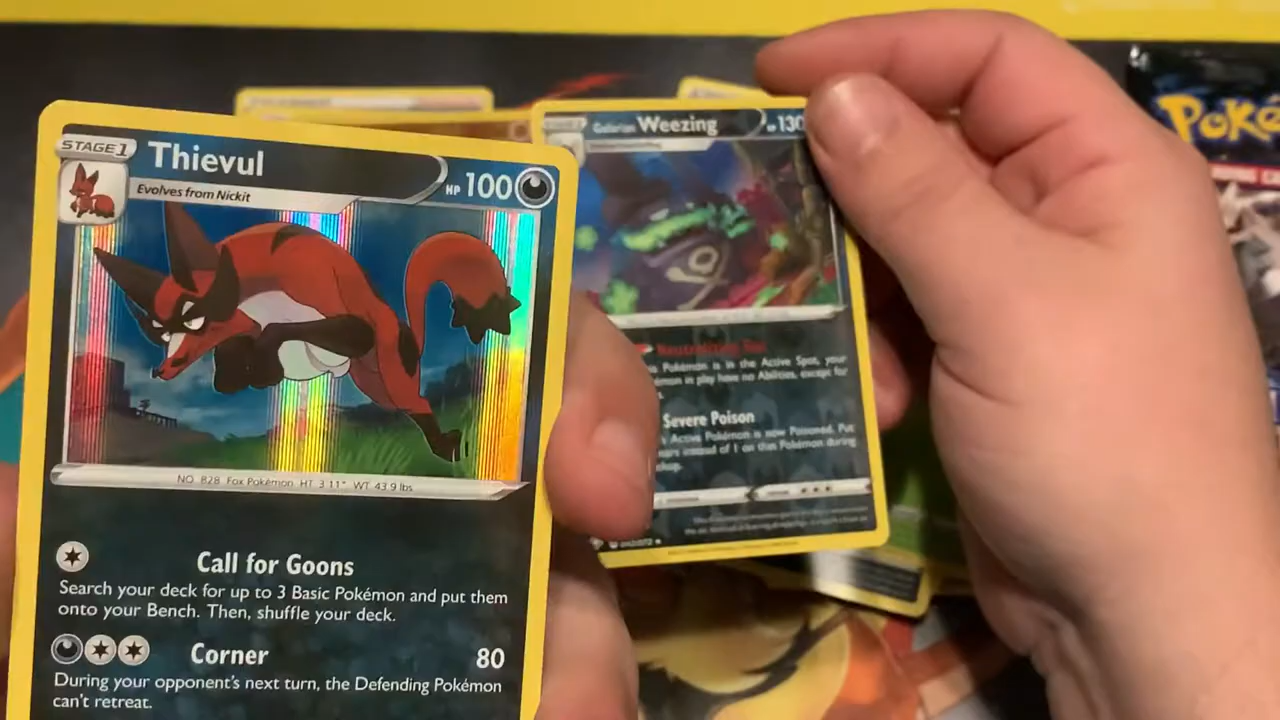 STAGE 1
Thievul
HP 100
Evolves from Nickit
NO. 828 Fox Pokémon HT: 3'11" WT: 43.9 lbs
Call for Goons
Search your deck for up to 3 Basic Pokémon and put them
onto your Bench. Then, shuffle your deck.
Corner 80
During your opponent's next turn, the Defending Pokémon
can't retreat.
Galarian Weezing HP 130
Neutralizing Gas
s Pokémon is in the Active Spot, your
émon in play have no Abilities, except for
Severe Poison
Active Pokémon is now Poisoned. Put
instead of 1 on this Pokémon during
Poké